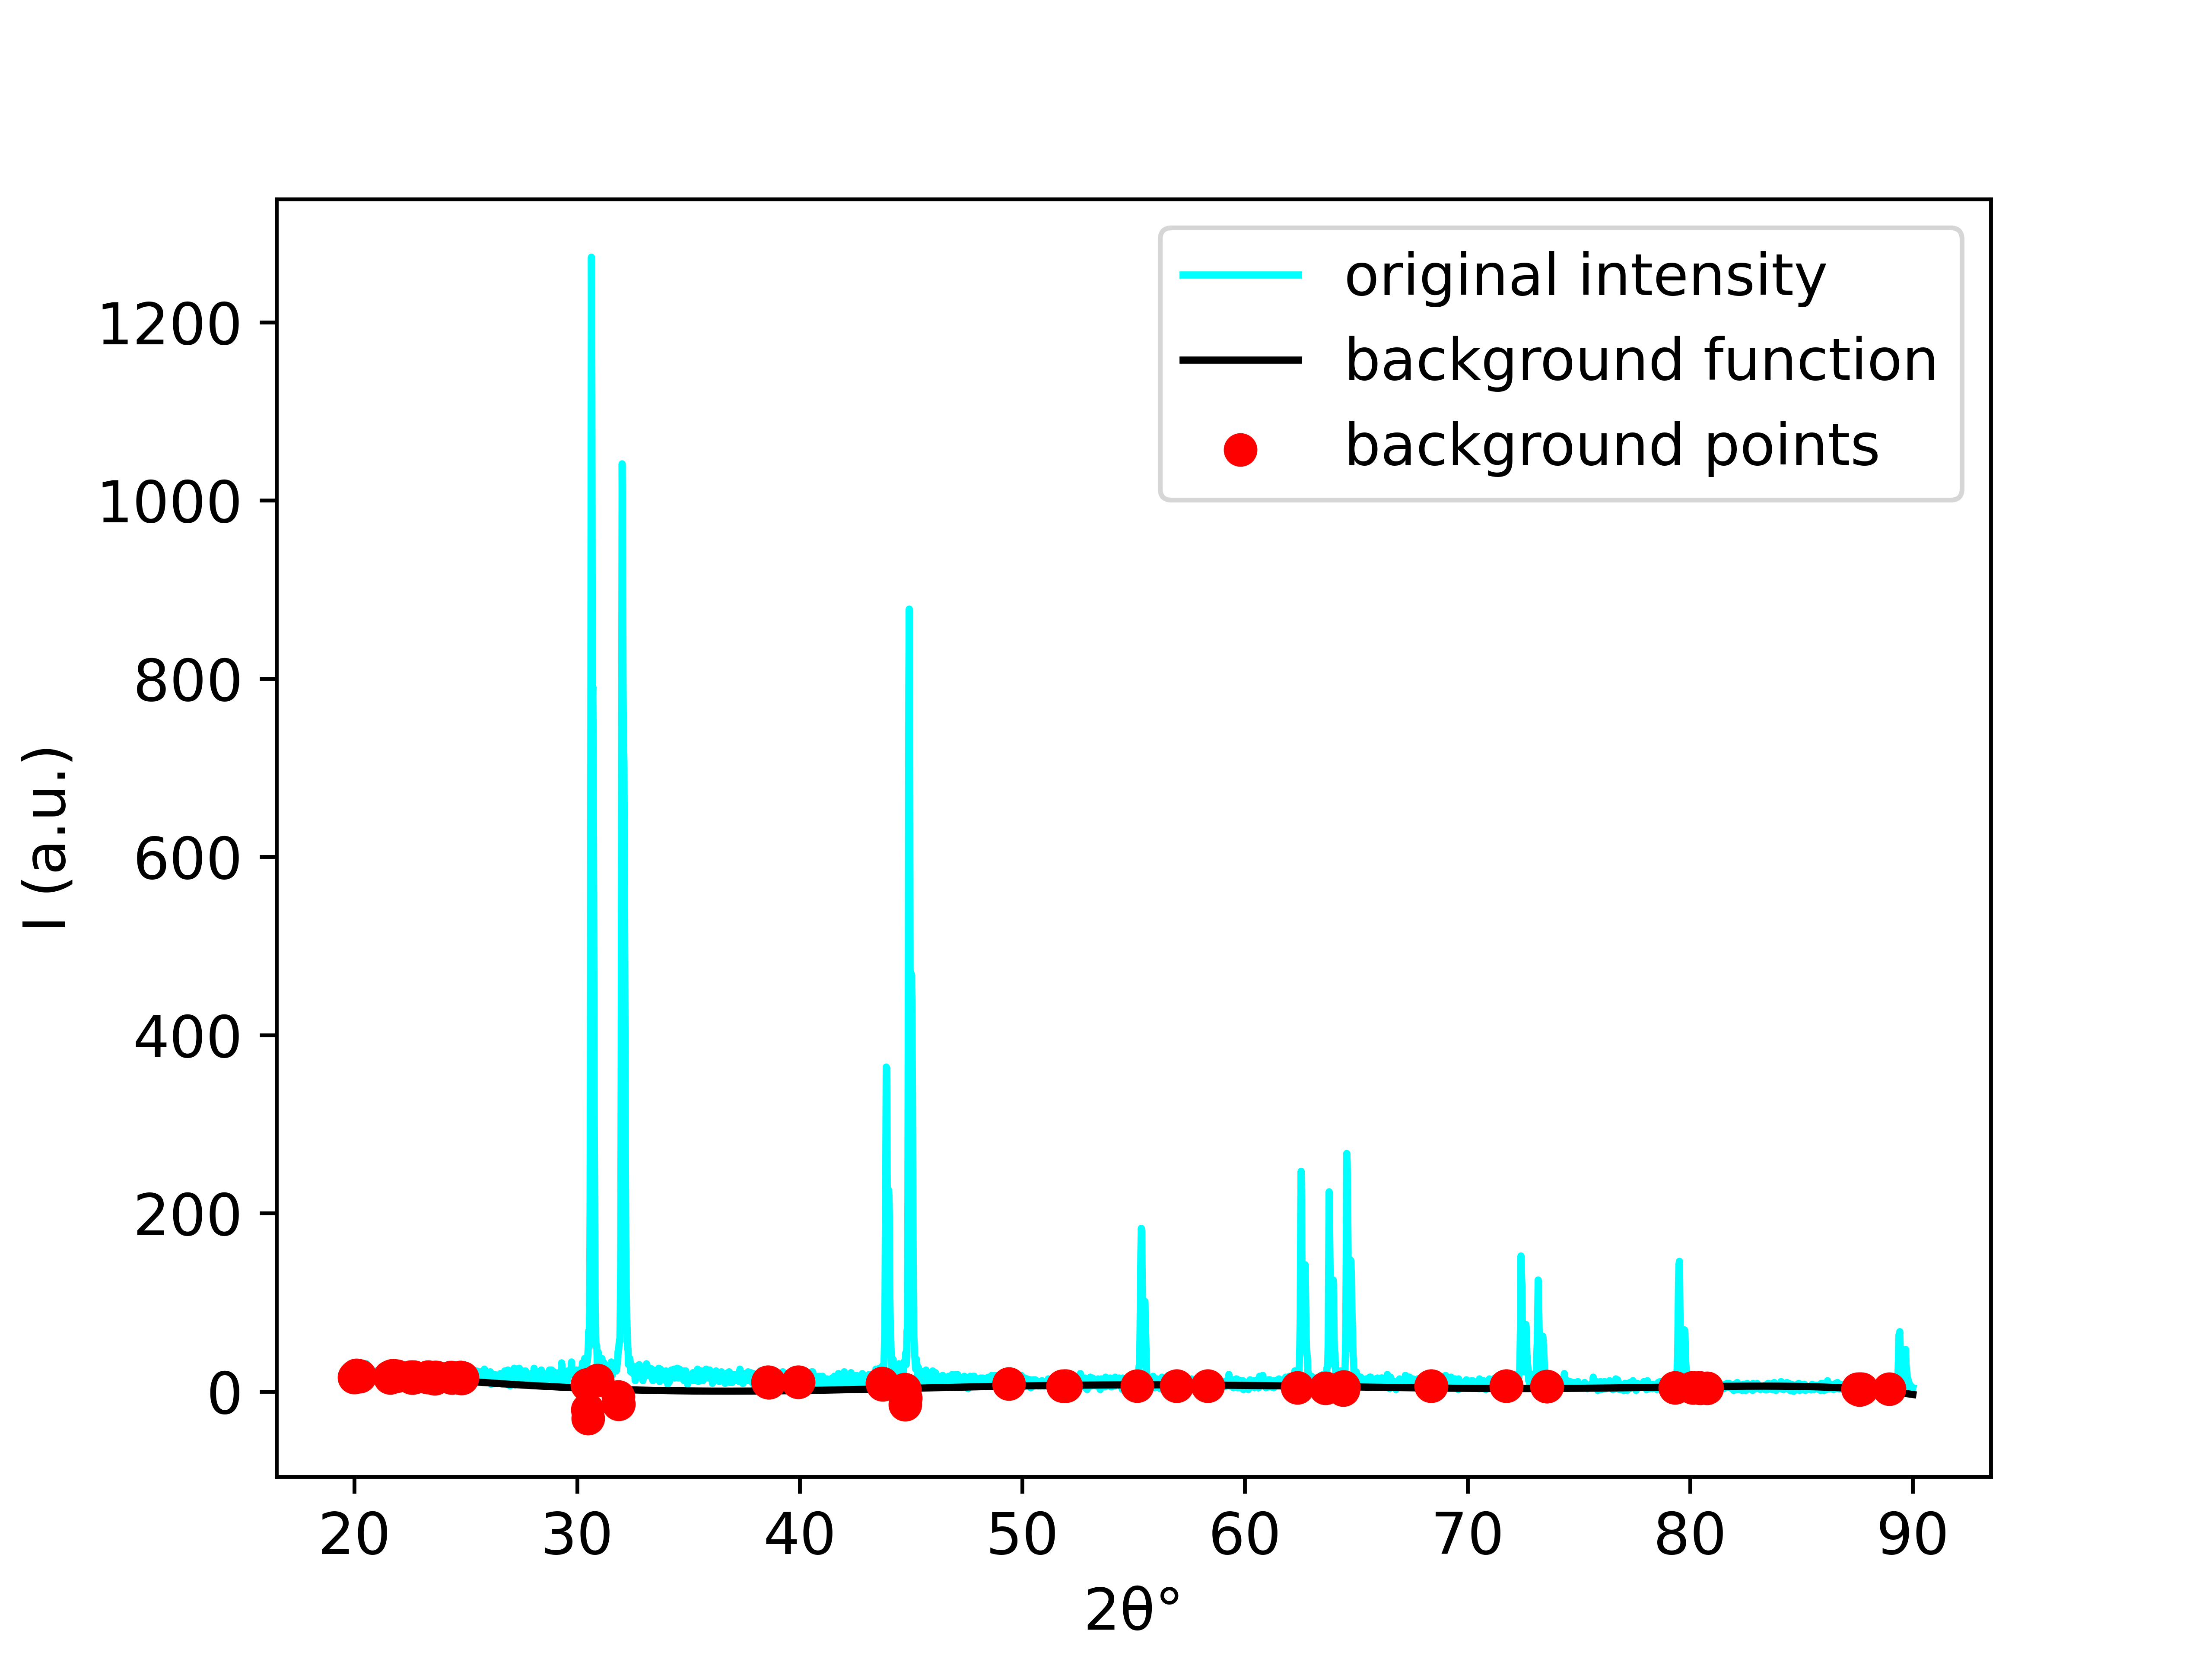 original intensity
background function
background points
1200
1000
800
600
400
200
0
I (a.u.)
20 30 40 50 60 70 80 90
2θ°